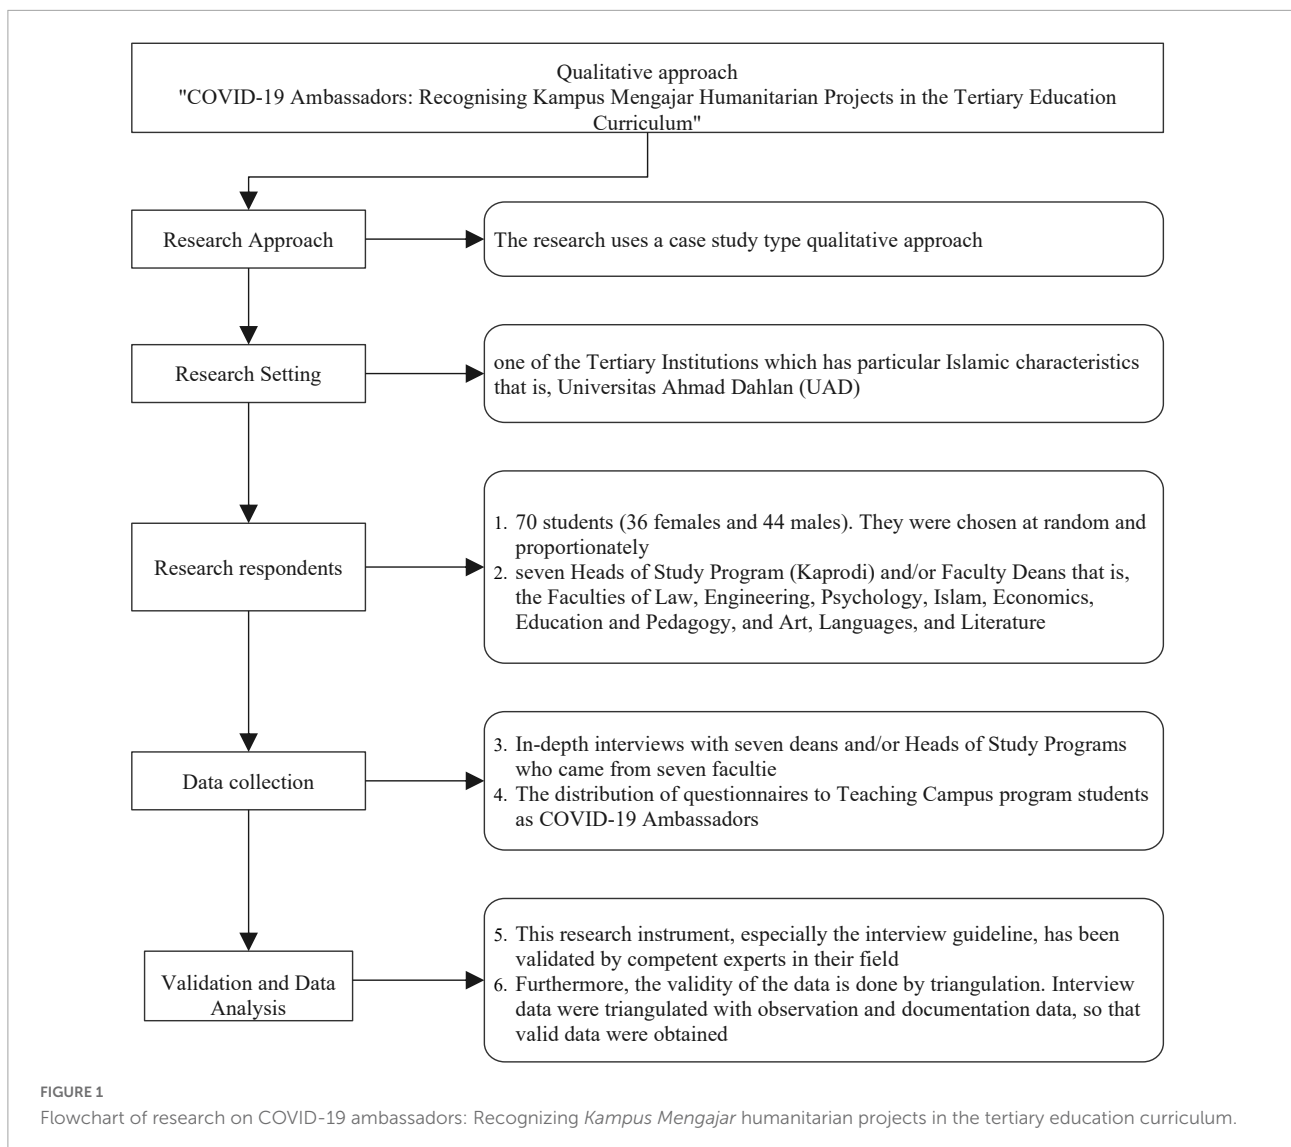 Qualitative approach
"COVID-19 Ambassadors: Recognising Kampus Mengajar Humanitarian Projects in the Tertiary Education
Curriculum"
Research Approach
The research uses a case study type qualitative approach
Research Setting
one of the Tertiary Institutions which has particular Islamic characteristics
that is, Universitas Ahmad Dahlan (UAD)
Research respondents
1. 70 students (36 females and 44 males). They were chosen at random and
proportionately
2. seven Heads of Study Program (Kaprodi) and/or Faculty Deans that is,
the Faculties of Law, Engineering, Psychology, Islam, Economics,
Education and Pedagogy, and Art, Languages, and Literature
Data collection
3. In-depth interviews with seven deans and/or Heads of Study Programs
who came from seven facultie
4. The distribution of questionnaires to Teaching Campus program students
as COVID-19 Ambassadors
Validation and Data
Analysis
5. This research instrument, especially the interview guideline, has been
validated by competent experts in their field
6. Furthermore, the validity of the data is done by triangulation. Interview
data were triangulated with observation and documentation data, so that
valid data were obtained
FIGURE 1
Flowchart of research on COVID-19 ambassadors: Recognizing Kampus Mengajar humanitarian projects in the tertiary education curriculum.